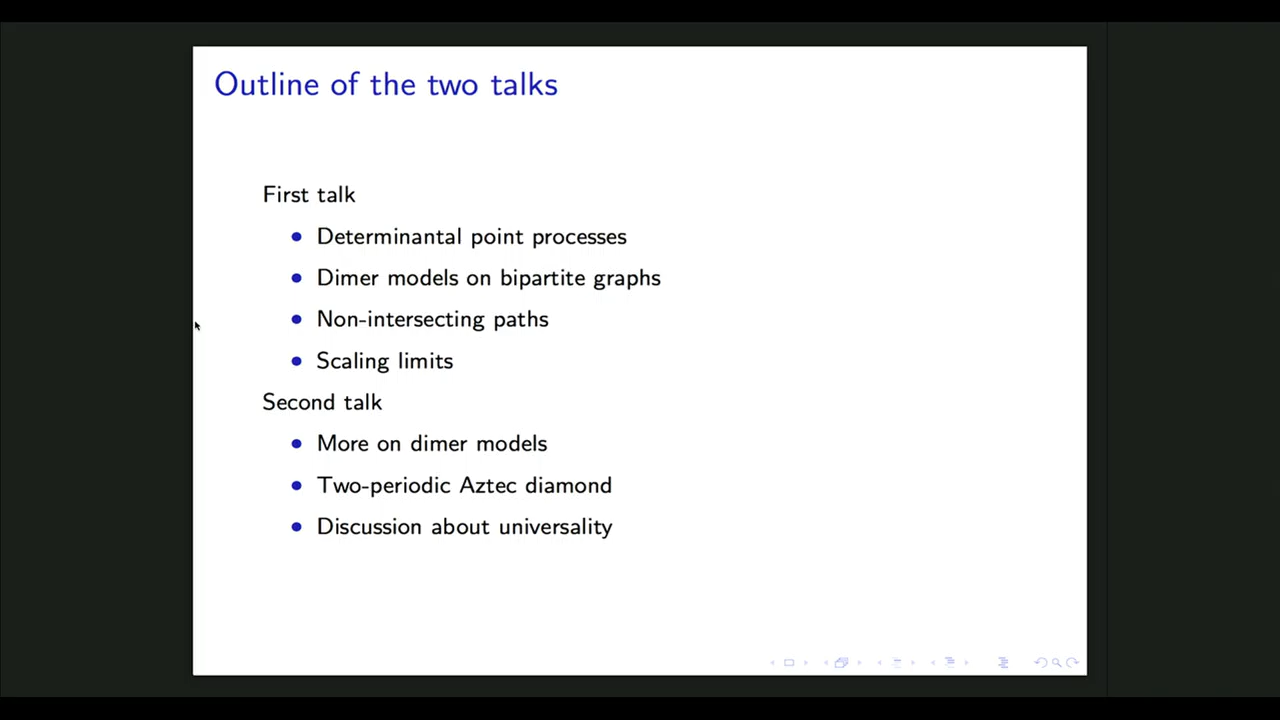 Outline of the two talks
First talk
• Determinantal point processes
• Dimer models on bipartite graphs
• Non-intersecting paths
• Scaling limits
Second talk
• More on dimer models
• Two-periodic Aztec diamond
• Discussion about universality